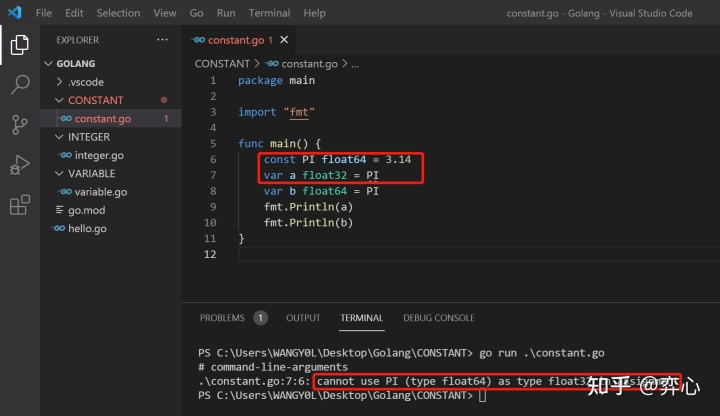 File Edit Selection View Go Run Terminal Help constant.go - Golang - Visual Studio Code
EXPLORER
GOLANG
.vscode
CONSTANT
constant.go 1
INTEGER
integer.go
VARIABLE
variable.go
go.mod
hello.go
constant.go 1
CONSTANT > constant.go > ...
1 package main
2
3 import "fmt"
4
5 func main() {
6 const PI float64 = 3.14
7 var a float32 = PI
8 var b float64 = PI
9 fmt.Println(a)
10 fmt.Println(b)
11 }
12
PROBLEMS 1 OUTPUT TERMINAL DEBUG CONSOLE
PS C:\Users\WANGY0L\Desktop\Golang\CONSTANT> go run .\constant.go
# command-line-arguments
.\constant.go:7:6: cannot use PI (type float64) as type float32
PS C:\Users\WANGY0L\Desktop\Golang\CONSTANT>
知乎 @弈心